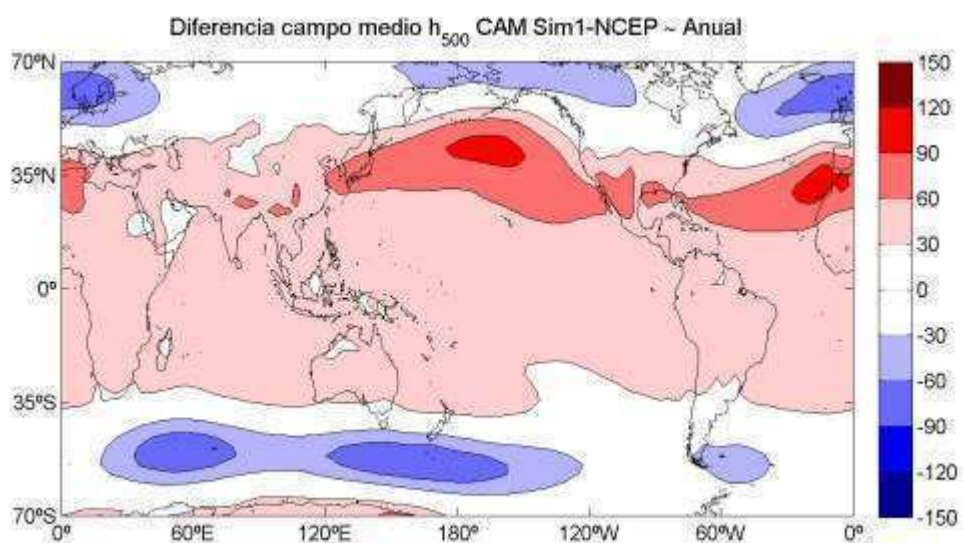 Diferencia campo medio h500 CAM Sim1-NCEP ~ Anual
70ºN
35ºN
0º
35ºS
70ºS
0º 60ºE 120ºE 180º 120ºW 60ºW 0º
150
120
90
60
30
0
-30
-60
-90
-120
-150